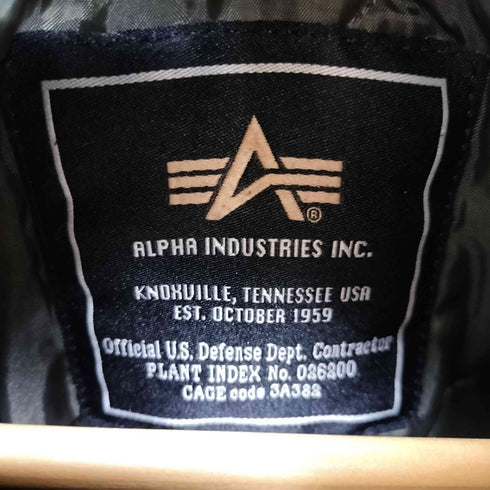 ®
ALPHA INDUSTRIES INC.
KNOXVILLE, TENNESSEE USA
EST. OCTOBER 1959
Official U.S. Defense Dept. Contractor
PLANT INDEX No. 026200
CAGE code 3A382